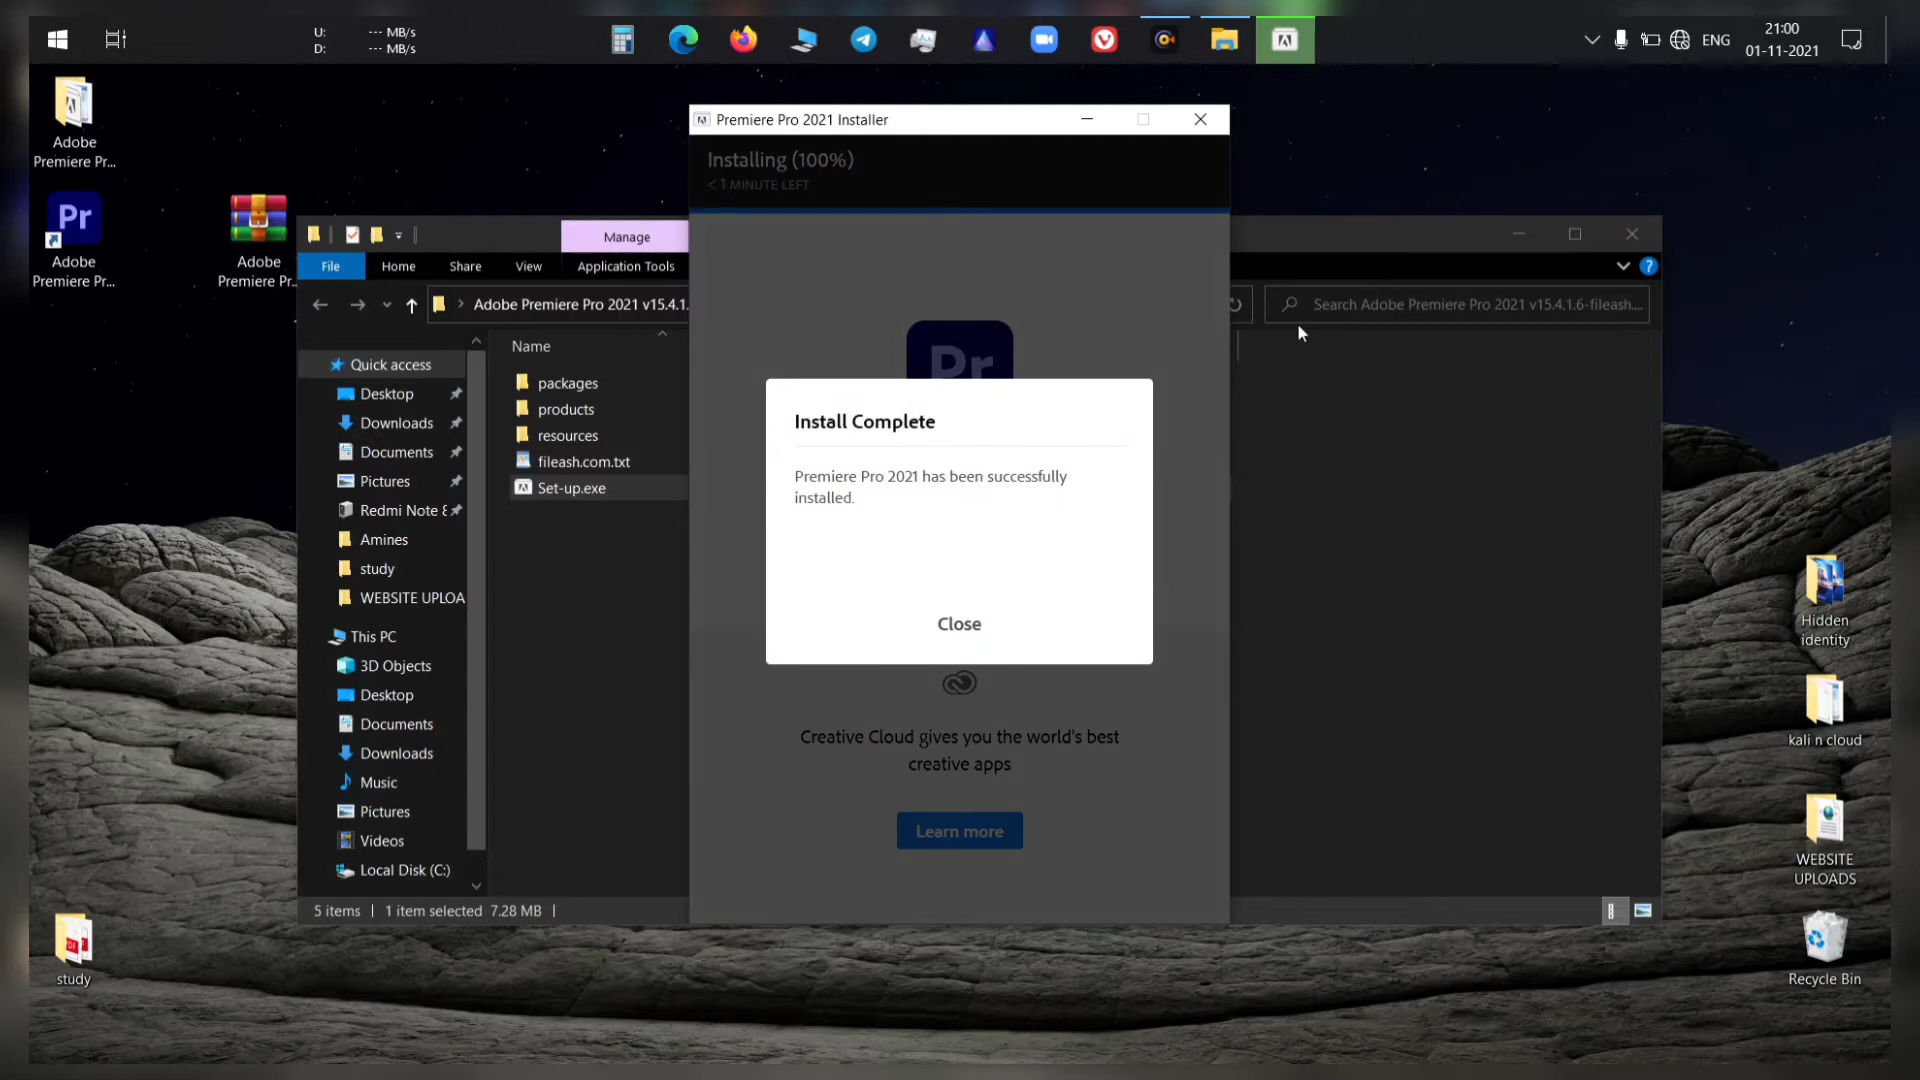 U: --- MB/s
D: --- MB/s
ENG
21:00
01-11-2021
Adobe
Premiere Pr...
Pr
Adobe
Premiere Pr...
Adobe
Premiere Pr...
Premiere Pro 2021 Installer
Installing (100%)
< 1 MINUTE LEFT
Manage
File
Home
Share
View
Application Tools
?
Adobe Premiere Pro 2021 v15.4.1.
Search Adobe Premiere Pro 2021 v15.4.1.6-fileash....
Name
Quick access
Desktop
Downloads
Documents
Pictures
Redmi Note 8
Amines
study
WEBSITE UPLOA
This PC
3D Objects
Desktop
Documents
Downloads
Music
Pictures
Videos
Local Disk (C:)
packages
products
resources
fileash.com.txt
Set-up.exe
Pr
Install Complete
Premiere Pro 2021 has been successfully
installed.
Close
Creative Cloud gives you the world's best
creative apps
Learn more
5 items
1 item selected 7.28 MB
study
Hidden
identity
kali n cloud
WEBSITE
UPLOADS
Recycle Bin